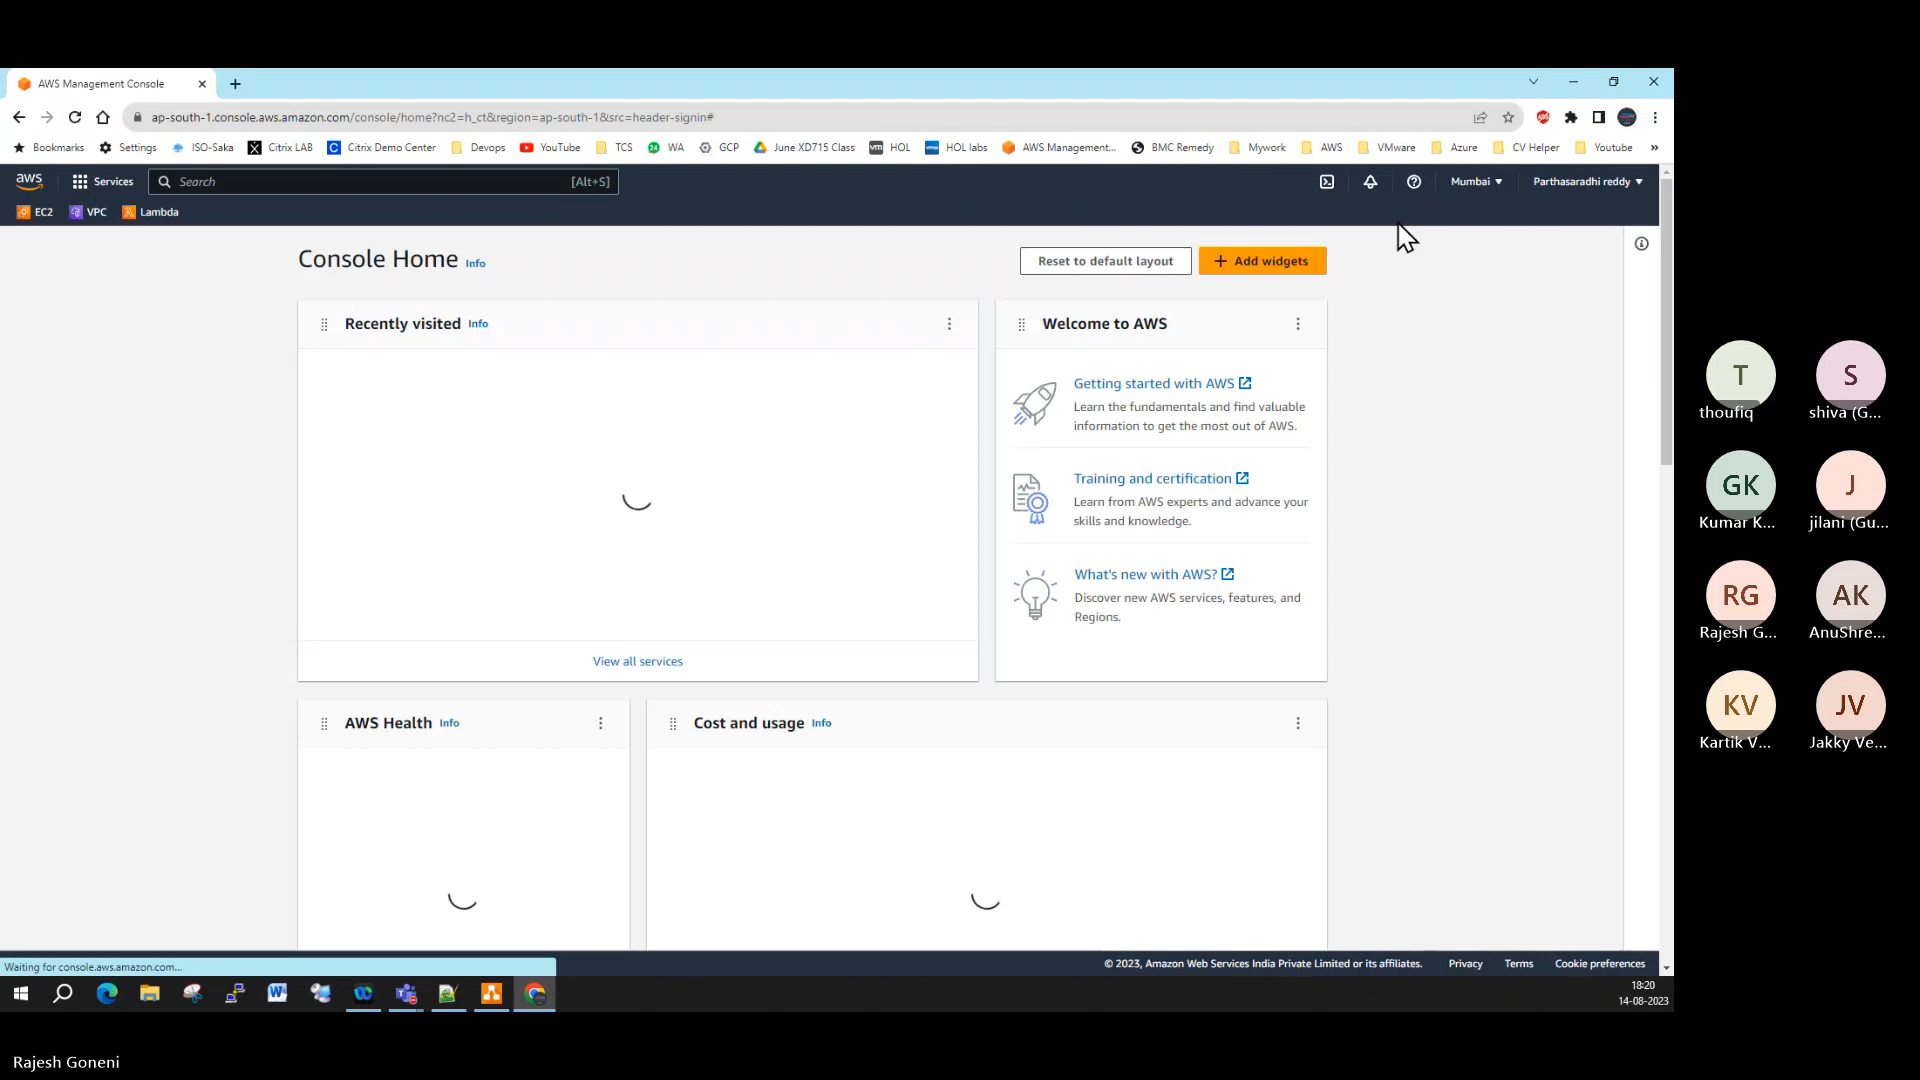 AWS Management Console
ap-south-1.console.aws.amazon.com/console/home?nc2=h_ct&region=ap-south-1&src=header-signin#
Bookmarks Settings ISO-Saka Citrix LAB Citrix Demo Center Devops YouTube TCS WA GCP June XD715 Class HOL HOL labs AWS Management... BMC Remedy Mywork AWS VMware Azure CV Helper Youtube »
aws Services Search [Alt+S] Mumbai Parthasaradhi reddy
EC2 VPC Lambda
Console Home Info
Reset to default layout
Add widgets
Recently visited Info
View all services
Welcome to AWS
Getting started with AWS
Learn the fundamentals and find valuable
information to get the most out of AWS.
Training and certification
Learn from AWS experts and advance your
skills and knowledge.
What's new with AWS?
Discover new AWS services, features, and
Regions.
AWS Health Info
Cost and usage Info
Waiting for console.aws.amazon.com...
© 2023, Amazon Web Services India Private Limited or its affiliates. Privacy Terms Cookie preferences
18:20
14-08-2023
T S
thoufiq shiva (G...
GK J
Kumar K... jilani (Gu...
RG AK
Rajesh G... AnuShre...
KV JV
Kartik V... Jakky Ve...
Rajesh Goneni